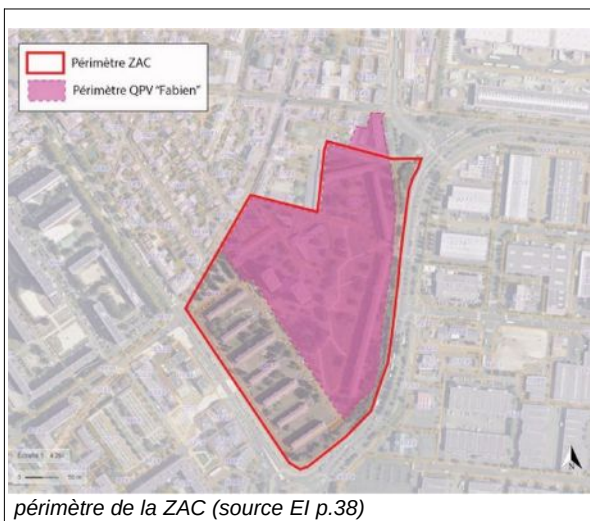 Périmètre ZAC
Périmètre QPV "Fabien"
N
périmètre de la ZAC (source EI p.38)